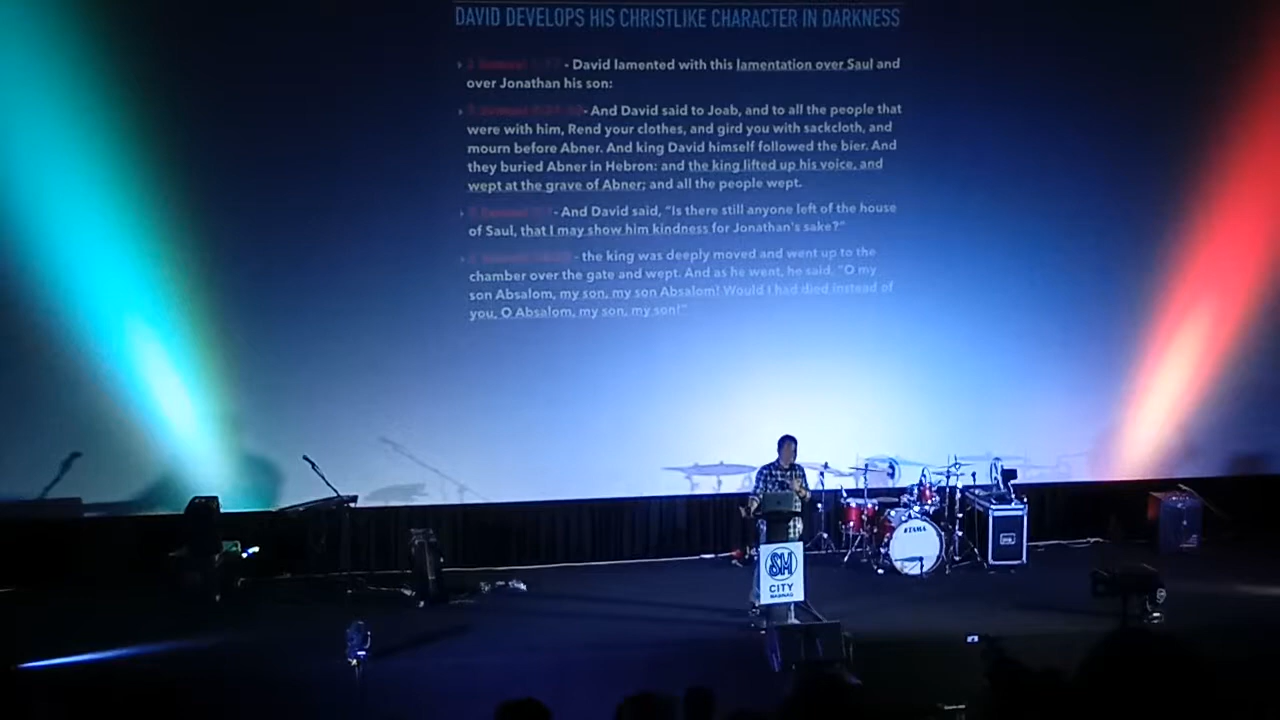 DAVID DEVELOPS HIS CHRISTLIKE CHARACTER IN DARKNESS
- David lamented with this lamentation over Saul and
over Jonathan his son:
- And David said to Joab, and to all the people that
were with him, Rend your clothes, and gird you with sackcloth, and
mourn before Abner. And king David himself followed the bier. And
they buried Abner in Hebron: and the king lifted up his voice, and
wept at the grave of Abner; and all the people wept.
- And David said, “Is there still anyone left of the house
of Saul, that I may show him kindness for Jonathan's sake?”
- the king was deeply moved and went up to the
chamber over the gate and wept. And as he went, he said, “O my
son Absalom, my son, my son Absalom! Would I had died instead of
you, O Absalom, my son, my son!”
TAMA
SM
CITY